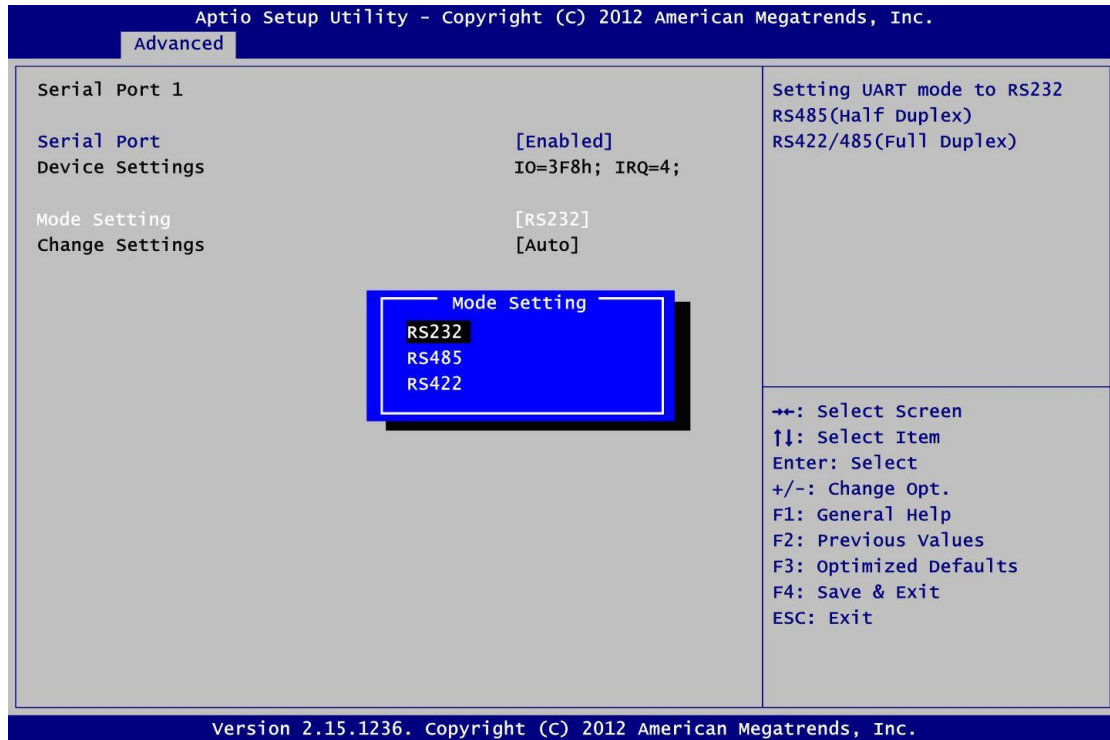 Aptio Setup Utility - Copyright (C) 2012 American Megatrends, Inc.
Advanced
Serial Port 1
Serial Port [Enabled]
Device Settings IO=3F8h; IRQ=4;
Mode Setting [RS232]
Change Settings [Auto]
Mode Setting
RS232
RS485
RS422
Setting UART mode to RS232
RS485(Half Duplex)
RS422/485(Full Duplex)
→←: Select Screen
↑↓: Select Item
Enter: Select
+/-: Change Opt.
F1: General Help
F2: Previous Values
F3: Optimized Defaults
F4: Save & Exit
ESC: Exit
Version 2.15.1236. Copyright (C) 2012 American Megatrends, Inc.